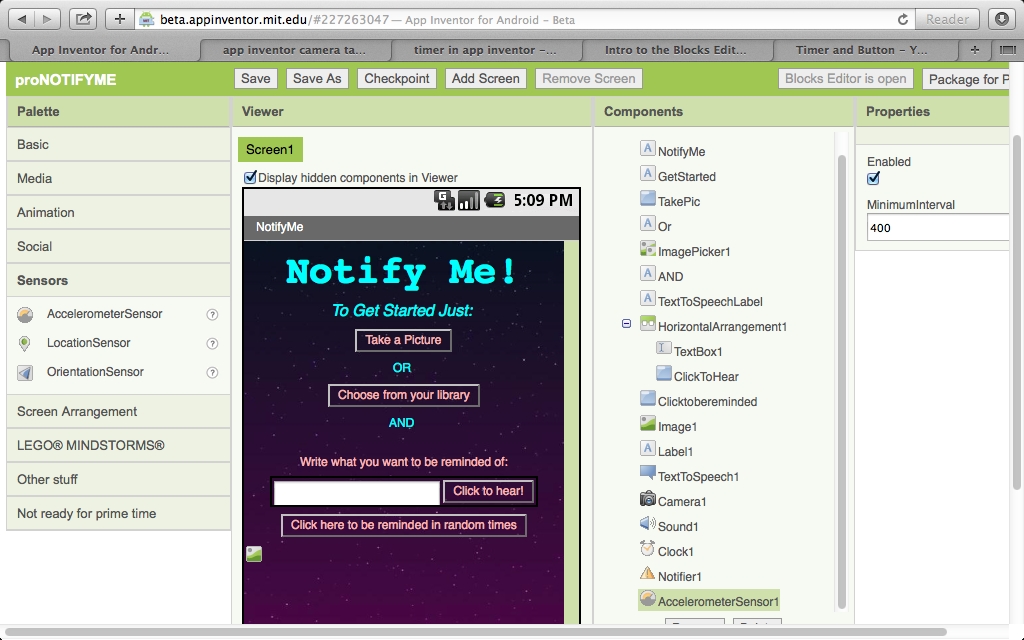 beta.appinventor.mit.edu/#227263047 — App Inventor for Android – Beta
Reader
App Inventor for Andr...
app inventor camera ta...
timer in app inventor –...
Intro to the Blocks Edit...
Timer and Button – Y...
proNOTIFYME
Save
Save As
Checkpoint
Add Screen
Remove Screen
Blocks Editor is open
Package for P
Palette
Viewer
Components
Properties
Basic
Media
Animation
Social
Sensors
AccelerometerSensor ?
LocationSensor ?
OrientationSensor ?
Screen Arrangement
LEGO® MINDSTORMS®
Other stuff
Not ready for prime time
Screen1
Display hidden components in Viewer
5:09 PM
NotifyMe
Notify Me!
To Get Started Just:
Take a Picture
OR
Choose from your library
AND
Write what you want to be reminded of:
Click to hear!
Click here to be reminded in random times
NotifyMe
GetStarted
TakePic
Or
ImagePicker1
AND
TextToSpeechLabel
HorizontalArrangement1
TextBox1
ClickToHear
Clicktobereminded
Image1
Label1
TextToSpeech1
Camera1
Sound1
Clock1
Notifier1
AccelerometerSensor1
Enabled
MinimumInterval
400